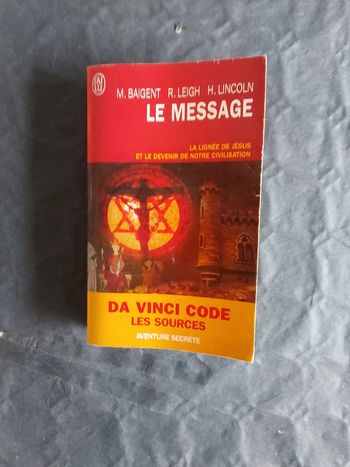 J'AI LU
M. BAIGENT R. LEIGH H. LINCOLN
LE MESSAGE
LA LIGNÉE DE JÉSUS
ET LE DEVENIR DE NOTRE CIVILISATION
DA VINCI CODE
LES SOURCES
AVENTURE SECRÈTE